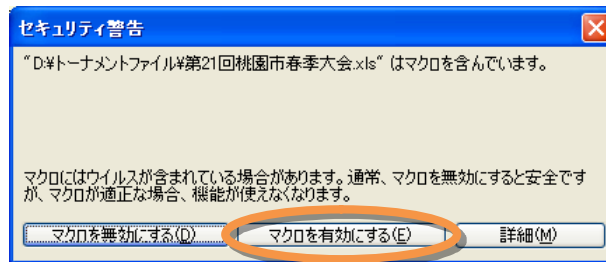 セキュリティ警告
“D:¥トーナメントファイル¥第21回桃園市春季大会.xls” はマクロを含んでいます。
マクロにはウイルスが含まれている場合があります。通常、マクロを無効にすると安全です
が、マクロが適正な場合、機能が使えなくなります。
マクロを無効にする(D) マクロを有効にする(E) 詳細(M)